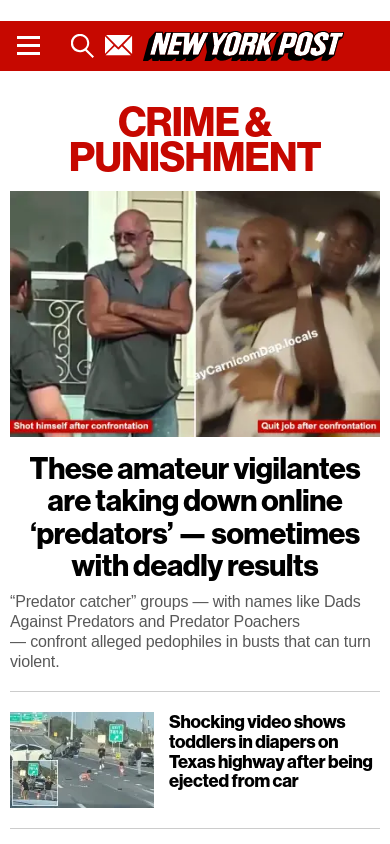 NEW YORK POST
CRIME &
PUNISHMENT
ayCarnicomDap.locals
Shot himself after confrontation
Quit job after confrontation
These amateur vigilantes
are taking down online
‘predators’ — sometimes
with deadly results
“Predator catcher” groups — with names like Dads
Against Predators and Predator Poachers
— confront alleged pedophiles in busts that can turn
violent.
Shocking video shows
toddlers in diapers on
Texas highway after being
ejected from car